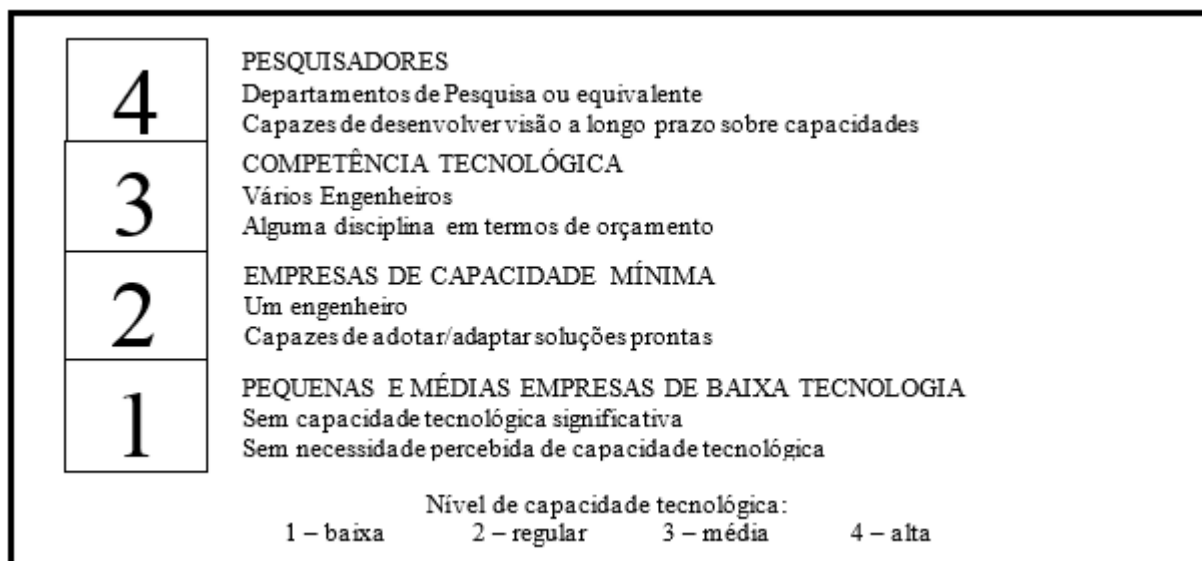 4
PESQUISADORES
Departamentos de Pesquisa ou equivalente
Capazes de desenvolver visão a longo prazo sobre capacidades
3
COMPETÊNCIA TECNOLÓGICA
Vários Engenheiros
Alguma disciplina em termos de orçamento
2
EMPRESAS DE CAPACIDADE MÍNIMA
Um engenheiro
Capazes de adotar/adaptar soluções prontas
1
PEQUENAS E MÉDIAS EMPRESAS DE BAIXA TECNOLOGIA
Sem capacidade tecnológica significativa
Sem necessidade percebida de capacidade tecnológica
Nível de capacidade tecnológica:
1 – baixa 2 – regular 3 – média 4 – alta